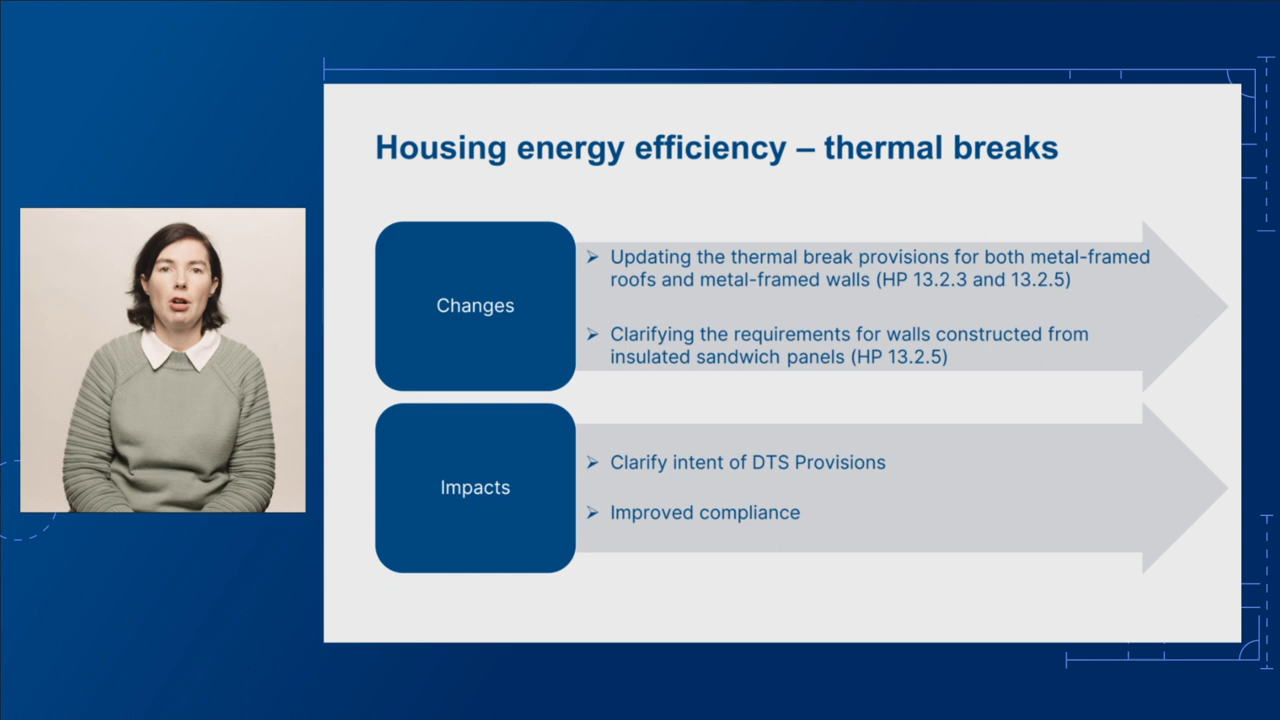 Housing energy efficiency – thermal breaks
Changes
➢ Updating the thermal break provisions for both metal-framed
roofs and metal-framed walls (HP 13.2.3 and 13.2.5)
➢ Clarifying the requirements for walls constructed from
insulated sandwich panels (HP 13.2.5)
Impacts
➢ Clarify intent of DTS Provisions
➢ Improved compliance